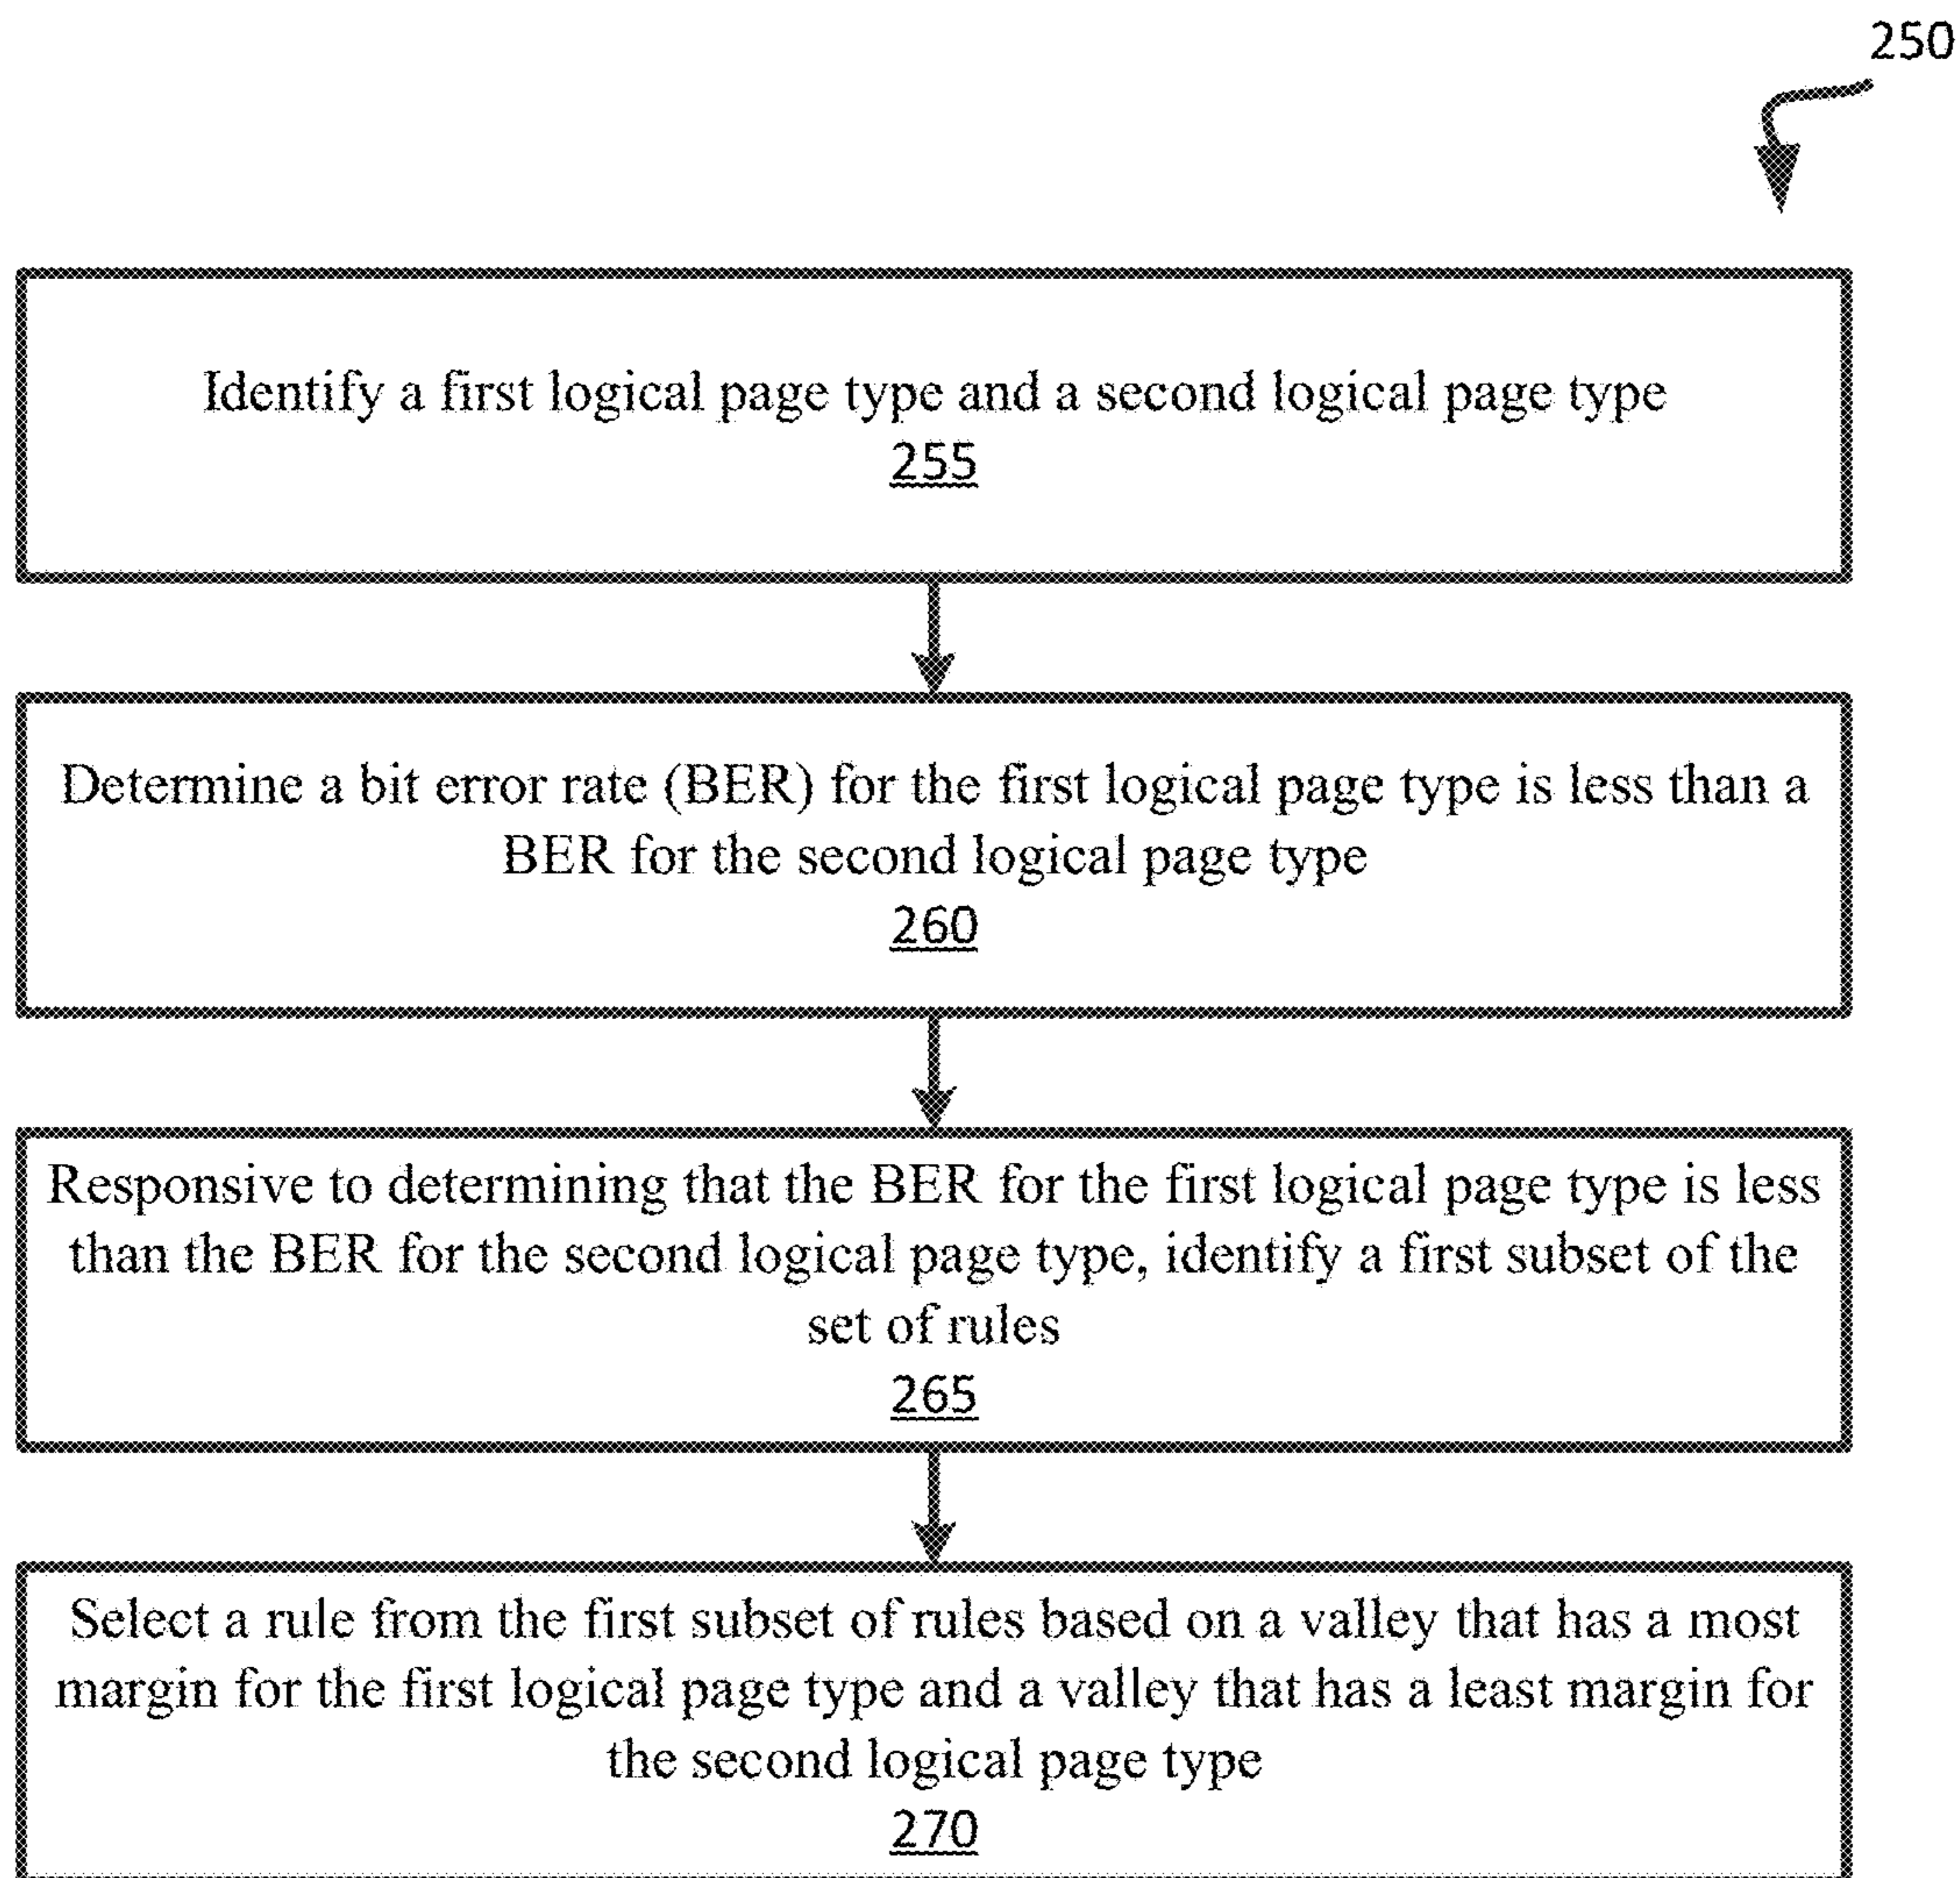 250
Identify a first logical page type and a second logical page type
255
Determine a bit error rate (BER) for the first logical page type is less than a
BER for the second logical page type
260
Responsive to determining that the BER for the first logical page type is less
than the BER for the second logical page type, identify a first subset of the
set of rules
265
Select a rule from the first subset of rules based on a valley that has a most
margin for the first logical page type and a valley that has a least margin for
the second logical page type
270